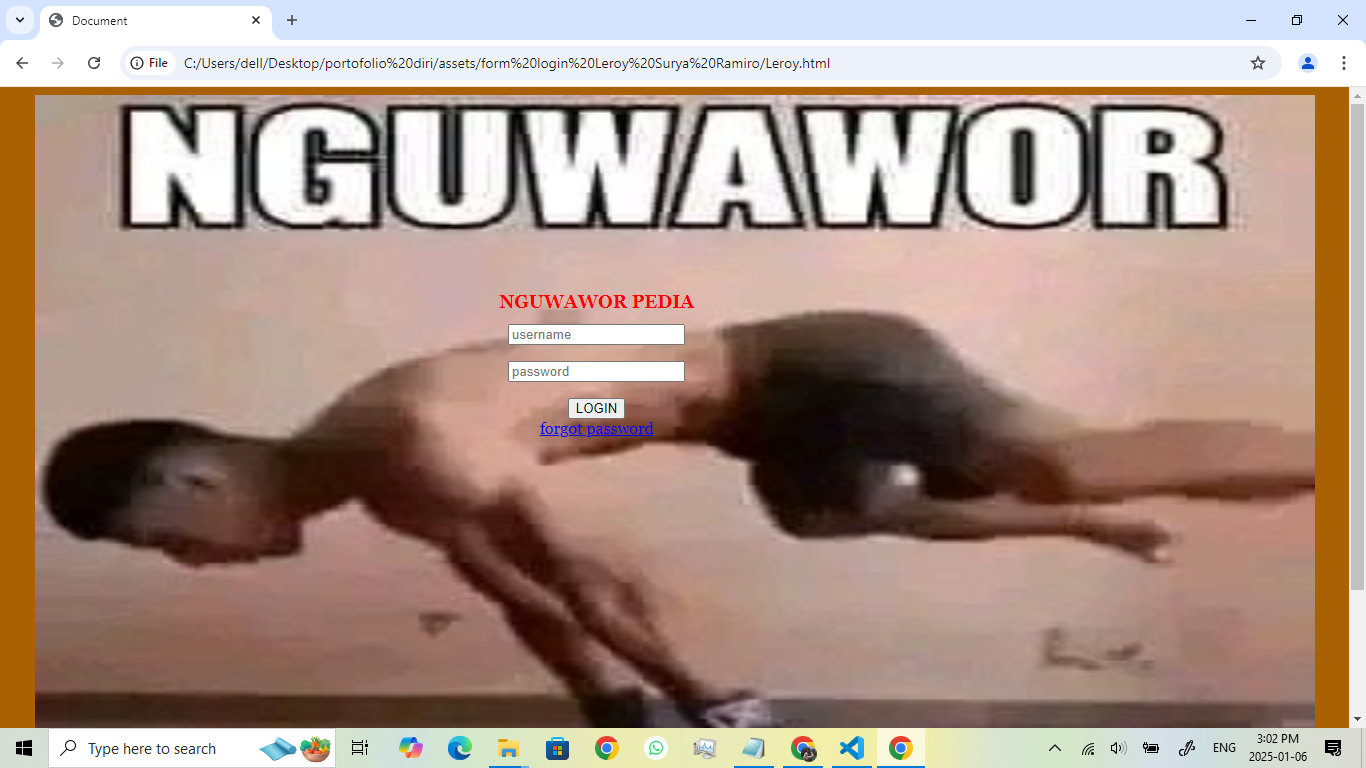 Document
File
C:/Users/dell/Desktop/portofolio%20diri/assets/form%20login%20Leroy%20Surya%20Ramiro/Leroy.html
NGUWAWOR
NGUWAWOR PEDIA
username
password
LOGIN
forgot password
Type here to search
ENG
3:02 PM
2025-01-06